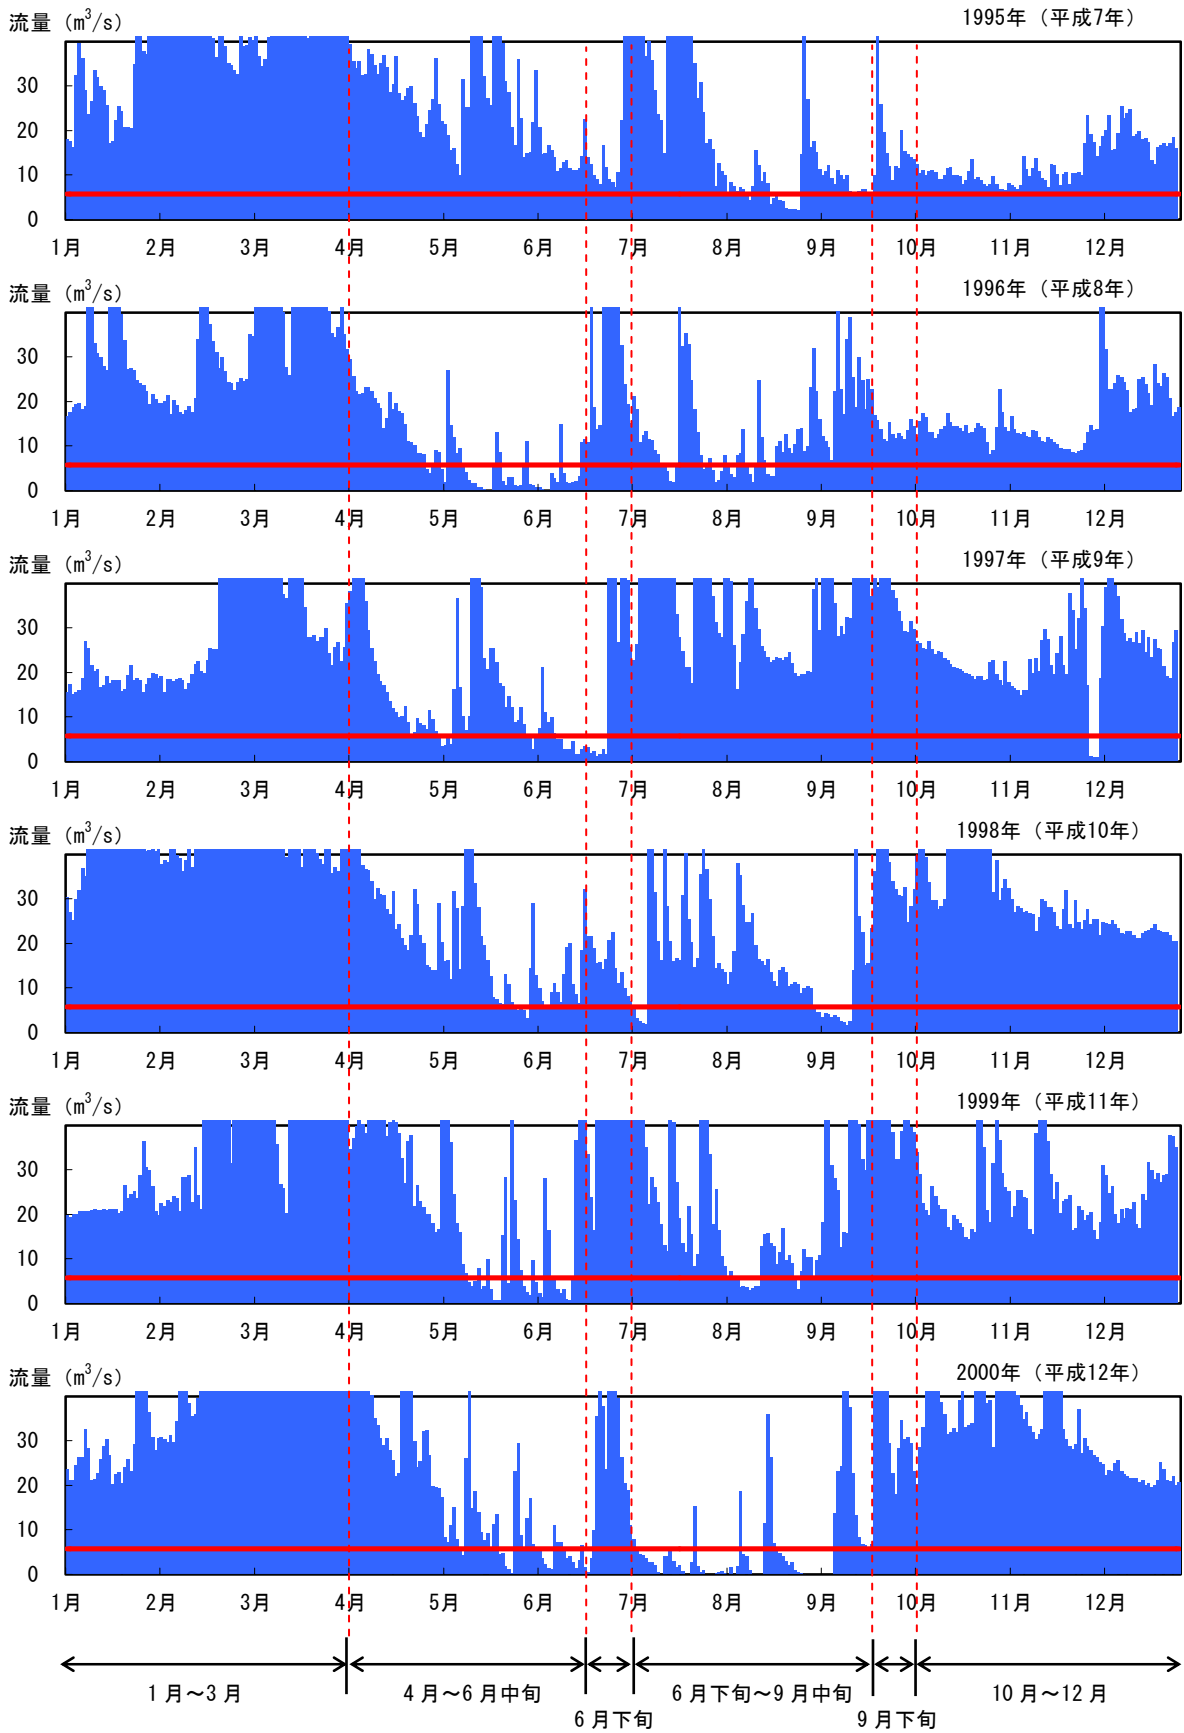 流量 (m³/s) 1995年 (平成7年)
30
20
10
0
1月 2月 3月 4月 5月 6月 7月 8月 9月 10月 11月 12月
流量 (m³/s) 1996年 (平成8年)
30
20
10
0
1月 2月 3月 4月 5月 6月 7月 8月 9月 10月 11月 12月
流量 (m³/s) 1997年 (平成9年)
30
20
10
0
1月 2月 3月 4月 5月 6月 7月 8月 9月 10月 11月 12月
流量 (m³/s) 1998年 (平成10年)
30
20
10
0
1月 2月 3月 4月 5月 6月 7月 8月 9月 10月 11月 12月
流量 (m³/s) 1999年 (平成11年)
30
20
10
0
1月 2月 3月 4月 5月 6月 7月 8月 9月 10月 11月 12月
流量 (m³/s) 2000年 (平成12年)
30
20
10
0
1月 2月 3月 4月 5月 6月 7月 8月 9月 10月 11月 12月
1月～3月 4月～6月中旬 6月下旬～9月中旬 10月～12月
6月下旬 9月下旬